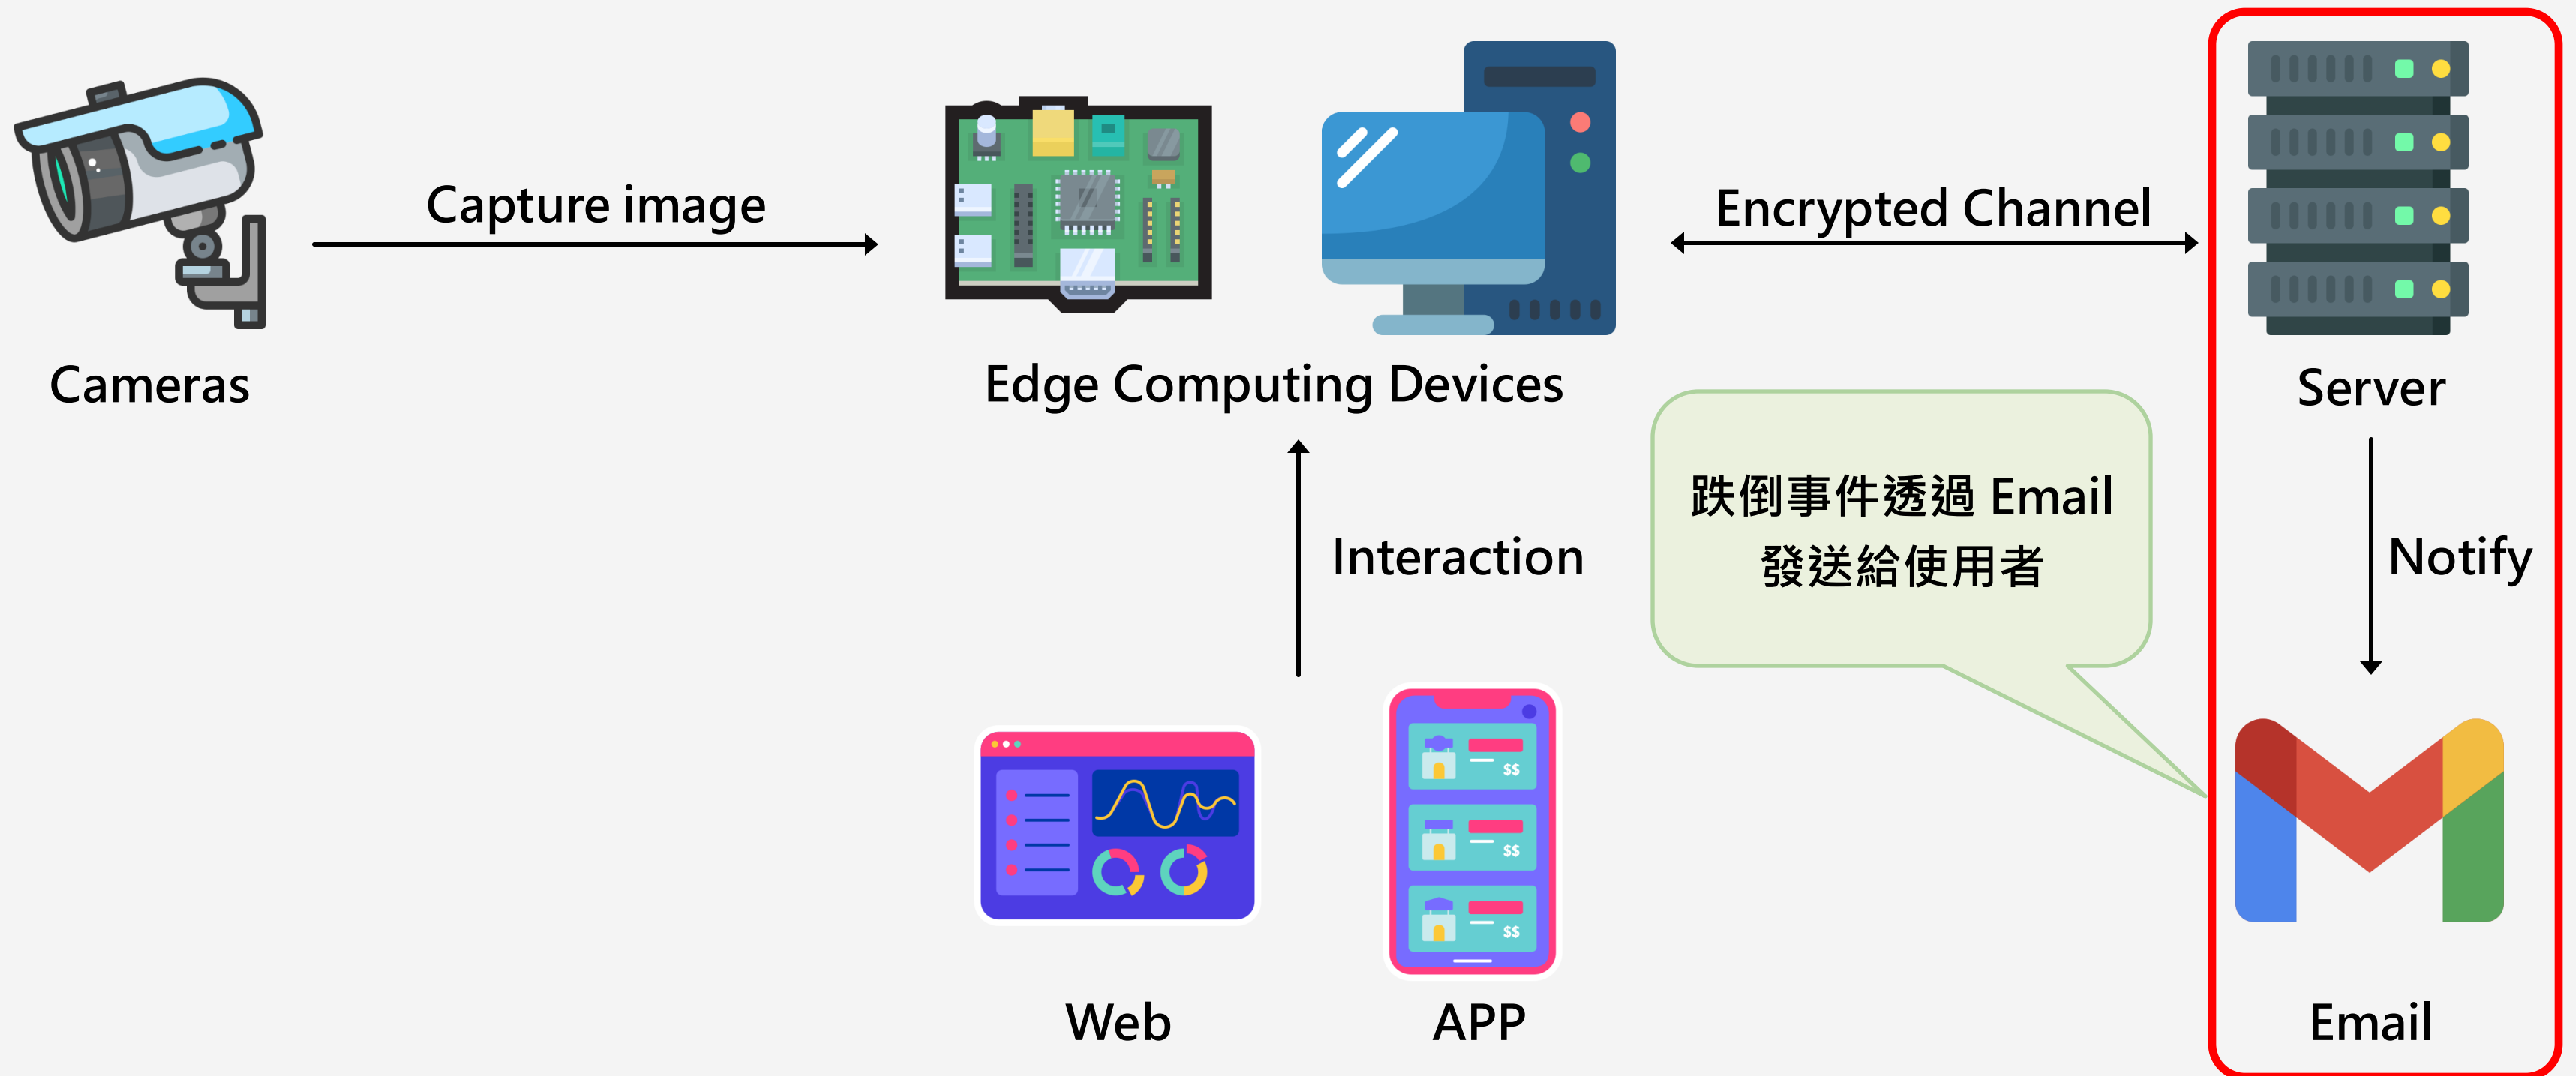 Capture image
Encrypted Channel
Cameras
Edge Computing Devices
Server
跌倒事件透過 Email
發送給使用者
Interaction
Notify
$$
$$
$$
Web
APP
Email